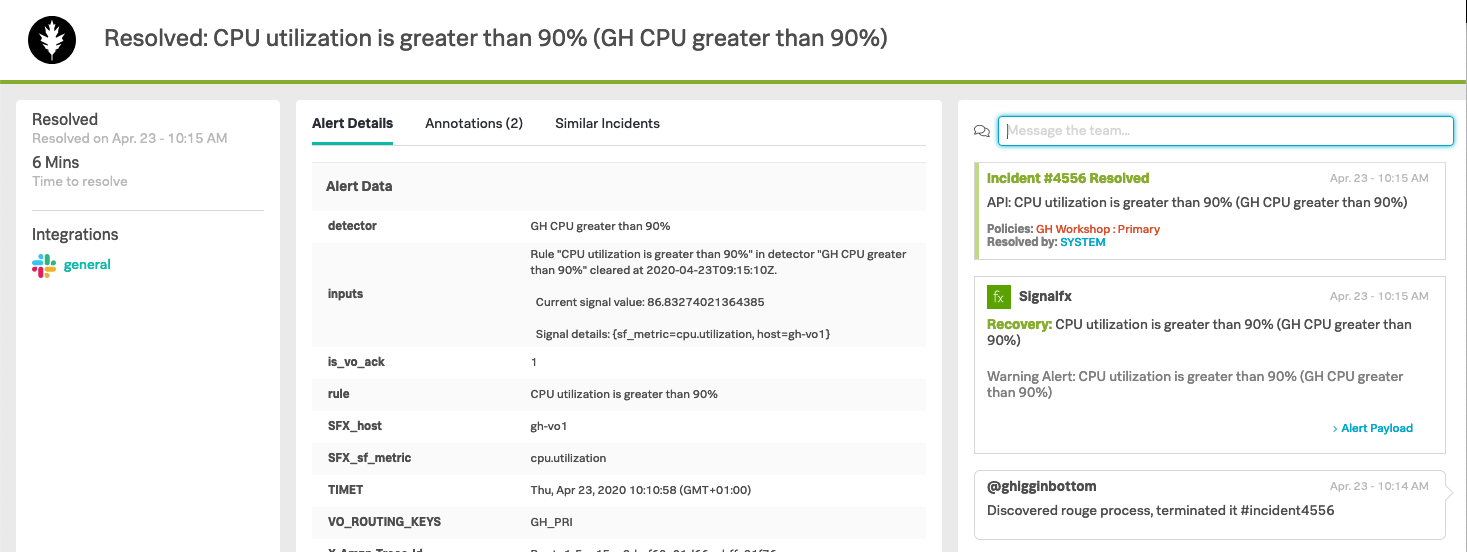 Resolved: CPU utilization is greater than 90% (GH CPU greater than 90%)
Resolved
Resolved on Apr. 23 - 10:15 AM
6 Mins
Time to resolve
Integrations
general
Alert Details
Annotations (2)
Similar Incidents
Alert Data
detector
GH CPU greater than 90%
inputs
Rule "CPU utilization is greater than 90%" in detector "GH CPU greater
than 90%" cleared at 2020-04-23T09:15:10Z.
Current signal value: 86.83274021364385
Signal details: {sf_metric=cpu.utilization, host=gh-vo1}
is_vo_ack
1
rule
CPU utilization is greater than 90%
SFX_host
gh-vo1
SFX_sf_metric
cpu.utilization
TIMET
Thu, Apr 23, 2020 10:10:58 (GMT+01:00)
VO_ROUTING_KEYS
GH_PRI
Message the team...
Incident #4556 Resolved
Apr. 23 - 10:15 AM
API: CPU utilization is greater than 90% (GH CPU greater than 90%)
Policies: GH Workshop : Primary
Resolved by: SYSTEM
fx
Signalfx
Apr. 23 - 10:15 AM
Recovery: CPU utilization is greater than 90% (GH CPU greater than
90%)
Warning Alert: CPU utilization is greater than 90% (GH CPU greater
than 90%)
› Alert Payload
@ghigginbottom
Apr. 23 - 10:14 AM
Discovered rouge process, terminated it #incident4556